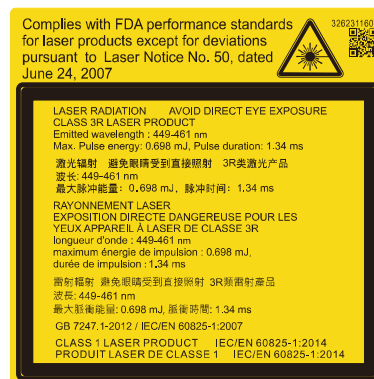 Complies with FDA performance standards
for laser products except for deviations
pursuant to Laser Notice No. 50, dated
June 24, 2007
326231160
LASER RADIATION AVOID DIRECT EYE EXPOSURE
CLASS 3R LASER PRODUCT
Emitted wavelength : 449-461 nm
Max. Pulse energy: 0.698 mJ, Pulse duration: 1.34 ms
激光辐射 避免眼睛受到直接照射 3R类激光产品
波长: 449-461 nm
最大脉冲能量: 0.698 mJ, 脉冲时间: 1.34 ms
RAYONNEMENT LASER
EXPOSITION DIRECTE DANGEREUSE POUR LES
YEUX APPAREIL À LASER DE CLASSE 3R
longueur d'onde : 449-461 nm
maximum énergie de impulsion : 0.698 mJ,
durée de impulsion : 1.34 ms
雷射輻射 避免眼睛受到直接照射 3R類雷射產品
波長: 449-461 nm
最大脈衝能量: 0.698 mJ, 脈衝時間: 1.34 ms
GB 7247.1-2012 / IEC/EN 60825-1:2007
CLASS 1 LASER PRODUCT IEC/EN 60825-1:2014
PRODUIT LASER DE CLASSE 1 IEC/EN 60825-1:2014